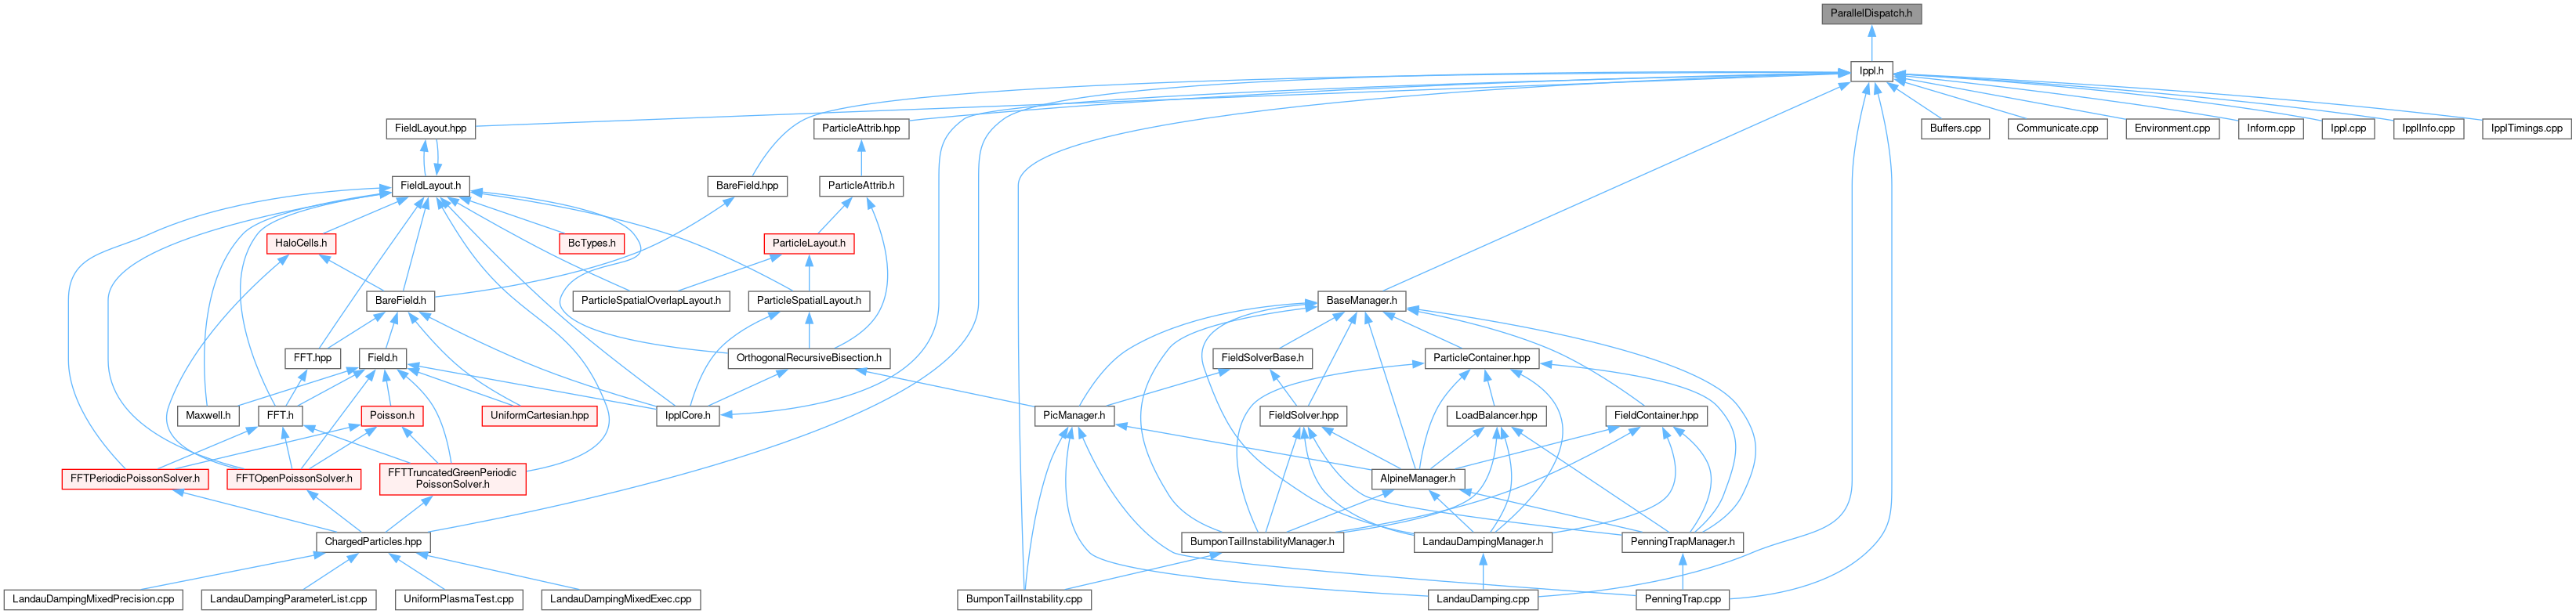 ParallelDispatch.h
Ippl.h
FieldLayout.hpp
ParticleAttrib.hpp
Buffers.cpp
Communicate.cpp
Environment.cpp
Inform.cpp
Ippl.cpp
IpplInfo.cpp
IpplTimings.cpp
FieldLayout.h
BareField.hpp
ParticleAttrib.h
HaloCells.h
BcTypes.h
ParticleLayout.h
BareField.h
ParticleSpatialOverlapLayout.h
ParticleSpatialLayout.h
BaseManager.h
FFT.hpp
Field.h
OrthogonalRecursiveBisection.h
FieldSolverBase.h
ParticleContainer.hpp
Maxwell.h
FFT.h
Poisson.h
UniformCartesian.hpp
IpplCore.h
PicManager.h
FieldSolver.hpp
LoadBalancer.hpp
FieldContainer.hpp
FFTPeriodicPoissonSolver.h
FFTOpenPoissonSolver.h
FFTTruncatedGreenPeriodic
PoissonSolver.h
AlpineManager.h
ChargedParticles.hpp
BumponTailInstabilityManager.h
LandauDampingManager.h
PenningTrapManager.h
LandauDampingMixedPrecision.cpp
LandauDampingParameterList.cpp
UniformPlasmaTest.cpp
LandauDampingMixedExec.cpp
BumponTailInstability.cpp
LandauDamping.cpp
PenningTrap.cpp